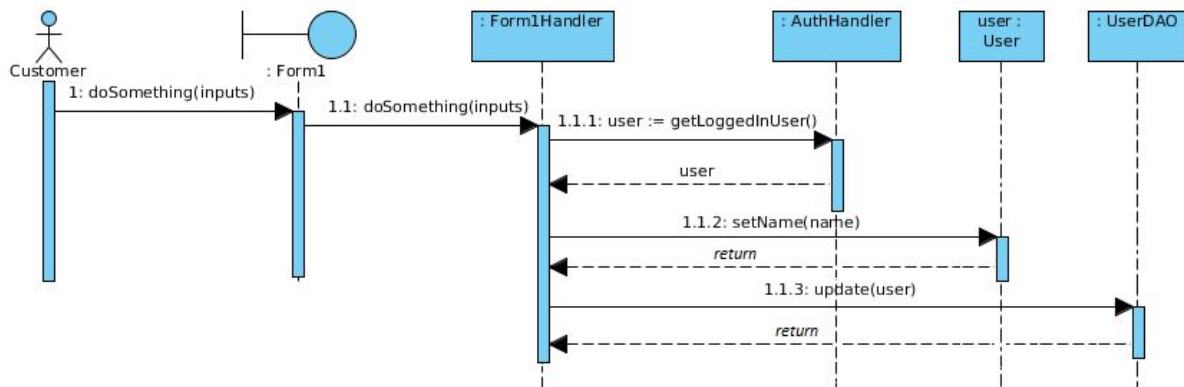 : Form1Handler
: AuthHandler
user :
User
: UserDAO
Customer
: Form1
1: doSomething(inputs)
1.1: doSomething(inputs)
1.1.1: user := getLoggedInUser()
user
1.1.2: setName(name)
return
1.1.3: update(user)
return